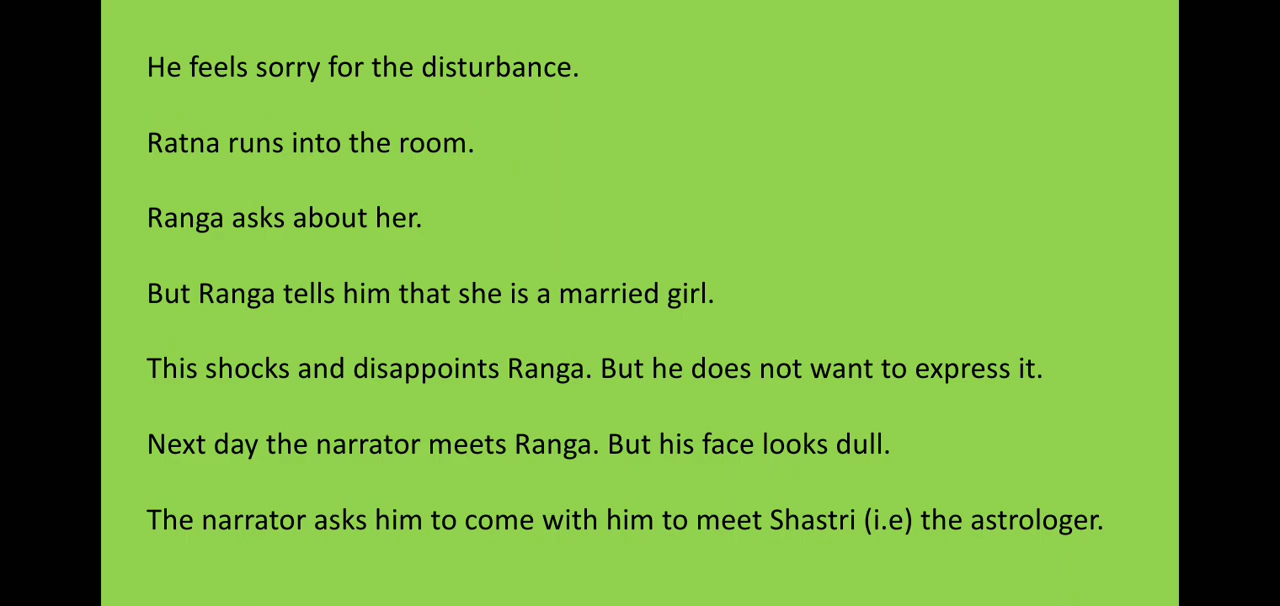 He feels sorry for the disturbance.
Ratna runs into the room.
Ranga asks about her.
But Ranga tells him that she is a married girl.
This shocks and disappoints Ranga. But he does not want to express it.
Next day the narrator meets Ranga. But his face looks dull.
The narrator asks him to come with him to meet Shastri (i.e) the astrologer.